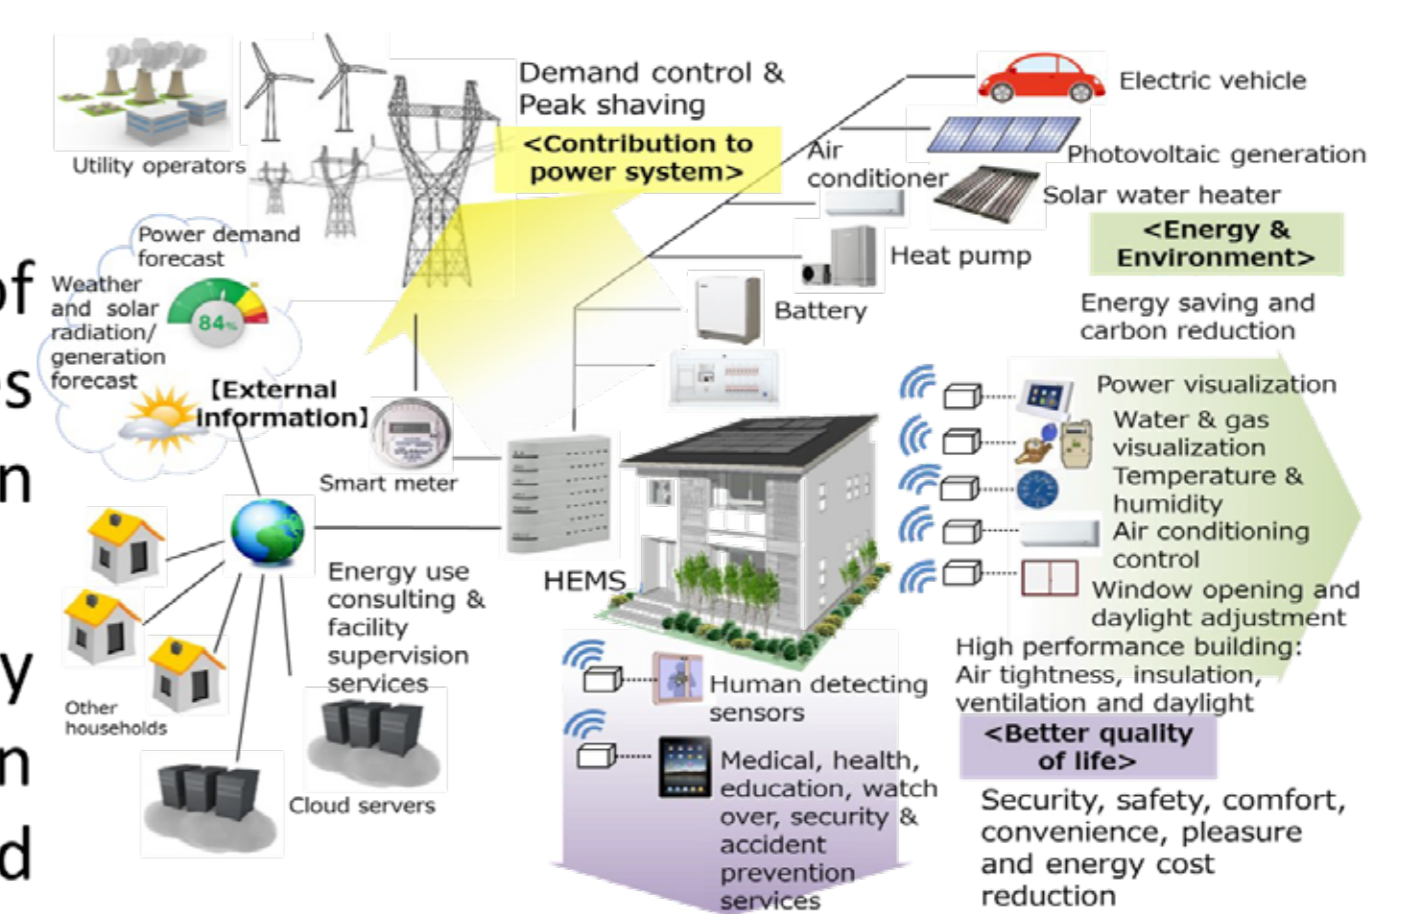 Utility operators
Demand control &
Peak shaving
<Contribution to
power system>
Electric vehicle
Photovoltaic generation
Air
conditioner
Solar water heater
Heat pump
Battery
<Energy &
Environment>
Energy saving and
carbon reduction
Power demand
forecast
Weather
and solar
radiation/
generation
forecast
84%
【External
Information】
Smart meter
HEMS
Power visualization
Water & gas
visualization
Temperature &
humidity
Air conditioning
control
Window opening and
daylight adjustment
High performance building:
Air tightness, insulation,
ventilation and daylight
<Better quality
of life>
Security, safety, comfort,
convenience, pleasure
and energy cost
reduction
Energy use
consulting &
facility
supervision
services
Other
households
Cloud servers
Human detecting
sensors
Medical, health,
education, watch
over, security &
accident
prevention
services
of
es
n
y
n
d